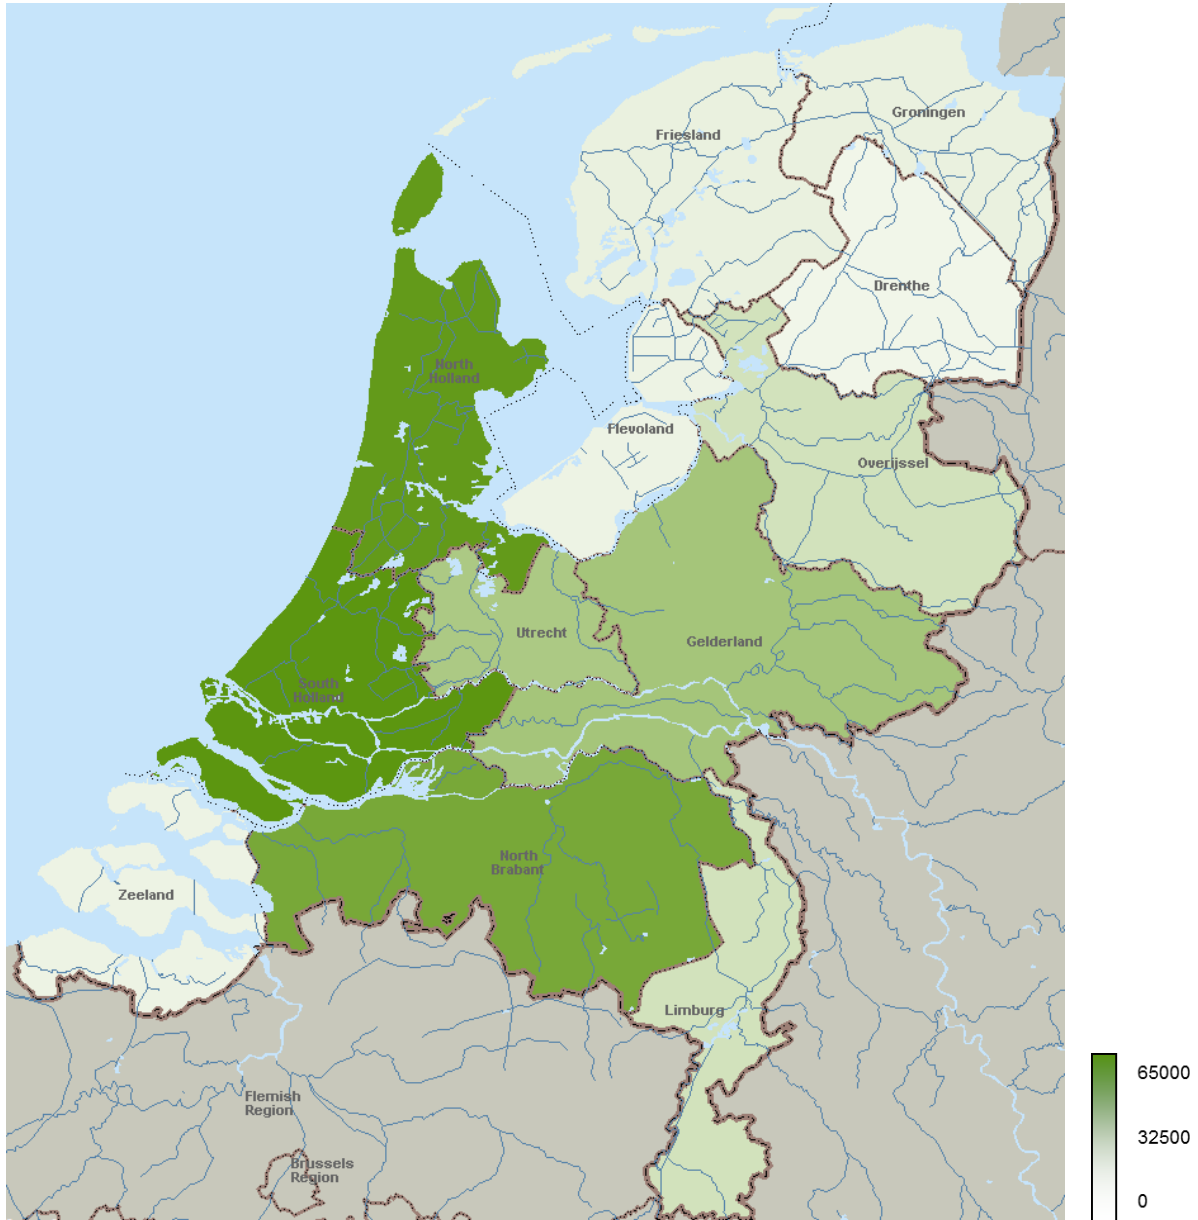 Groningen
Friesland
Drenthe
North
Holland
Flevoland
Overijssel
Utrecht
Gelderland
South
Holland
North
Brabant
Zeeland
Limburg
Flemish
Region
Brussels
Region
65000
32500
0